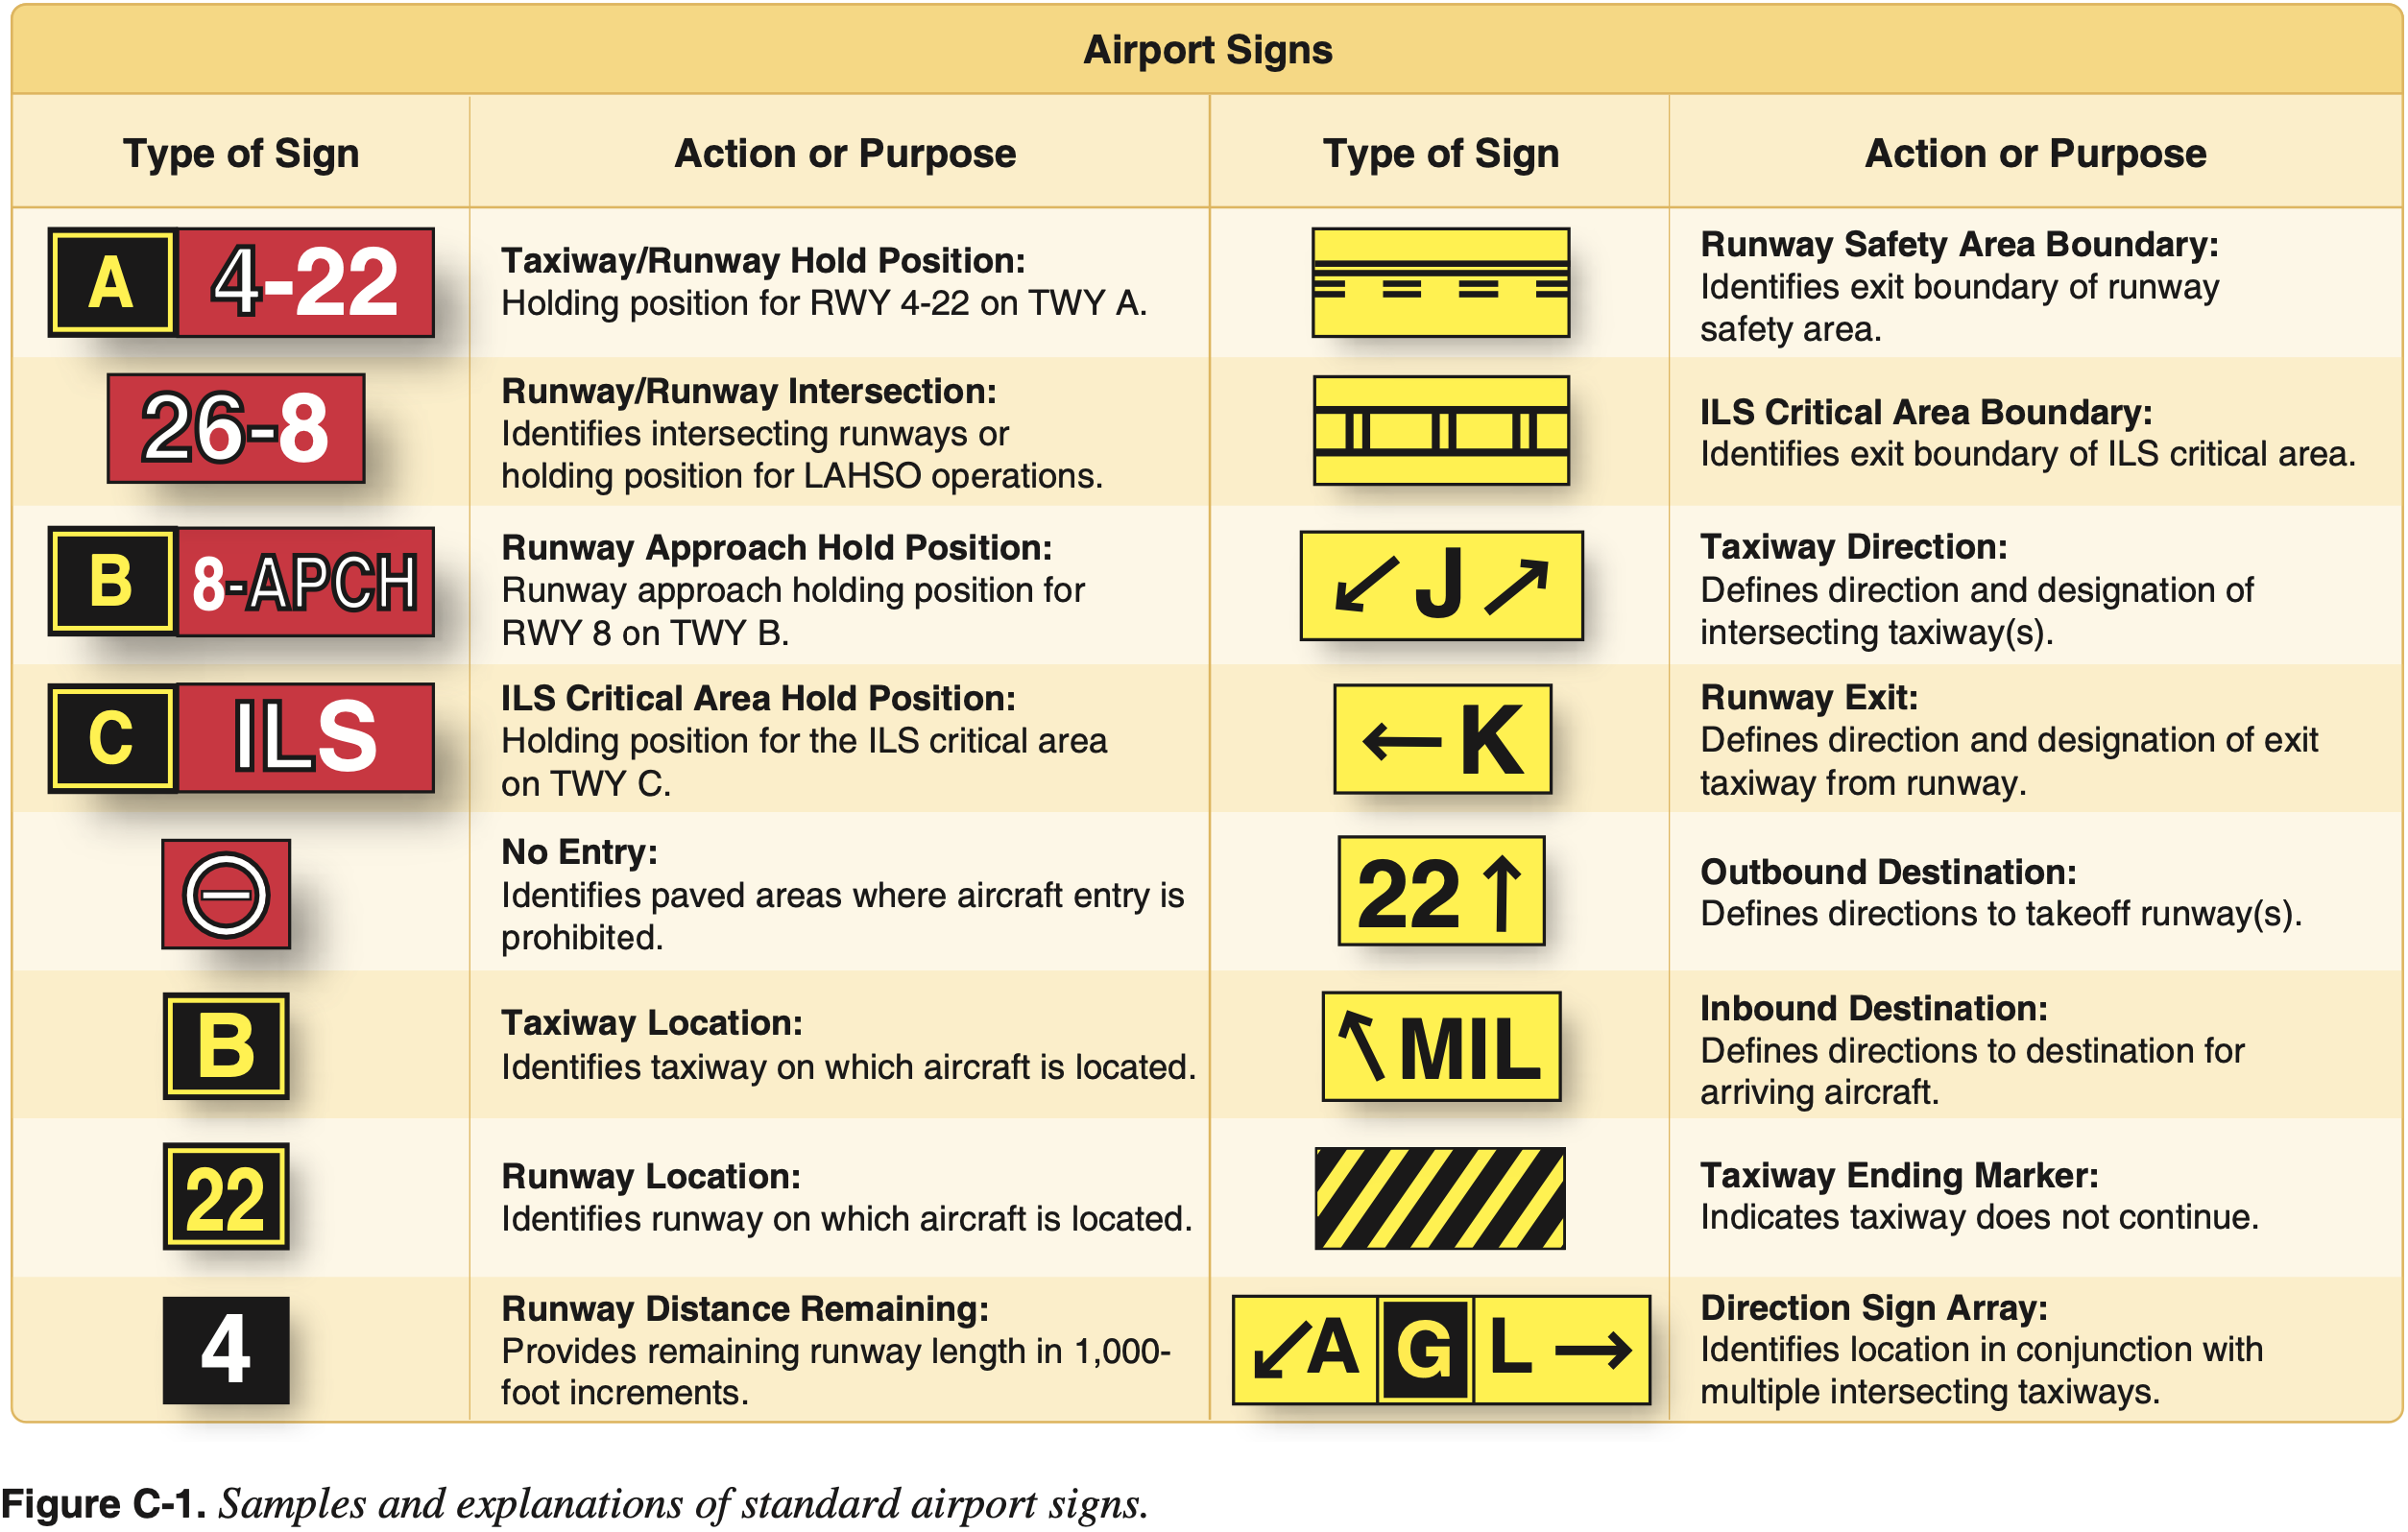 Airport Signs
Type of Sign
Action or Purpose
Type of Sign
Action or Purpose
A 4-22
Taxiway/Runway Hold Position:
Holding position for RWY 4-22 on TWY A.
Runway Safety Area Boundary:
Identifies exit boundary of runway
safety area.
26-8
Runway/Runway Intersection:
Identifies intersecting runways or
holding position for LAHSO operations.
ILS Critical Area Boundary:
Identifies exit boundary of ILS critical area.
B 8-APCH
Runway Approach Hold Position:
Runway approach holding position for
RWY 8 on TWY B.
J
Taxiway Direction:
Defines direction and designation of
intersecting taxiway(s).
C ILS
ILS Critical Area Hold Position:
Holding position for the ILS critical area
on TWY C.
K
Runway Exit:
Defines direction and designation of exit
taxiway from runway.
No Entry:
Identifies paved areas where aircraft entry is
prohibited.
22
Outbound Destination:
Defines directions to takeoff runway(s).
B
Taxiway Location:
Identifies taxiway on which aircraft is located.
MIL
Inbound Destination:
Defines directions to destination for
arriving aircraft.
22
Runway Location:
Identifies runway on which aircraft is located.
Taxiway Ending Marker:
Indicates taxiway does not continue.
4
Runway Distance Remaining:
Provides remaining runway length in 1,000-
foot increments.
A G L
Direction Sign Array:
Identifies location in conjunction with
multiple intersecting taxiways.
Figure C-1. Samples and explanations of standard airport signs.